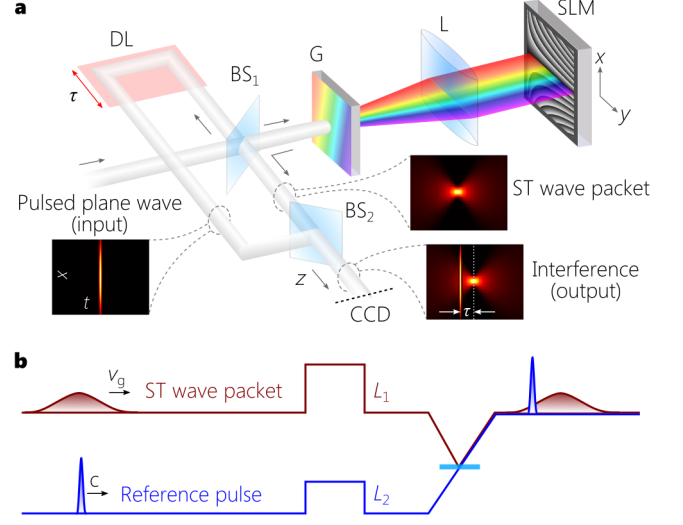 a
DL
τ
BS1
G
L
SLM
x
y
Pulsed plane wave
(input)
x
t
BS2
z
CCD
ST wave packet
Interference
(output)
τ
b
vg
ST wave packet
L1
c
Reference pulse
L2